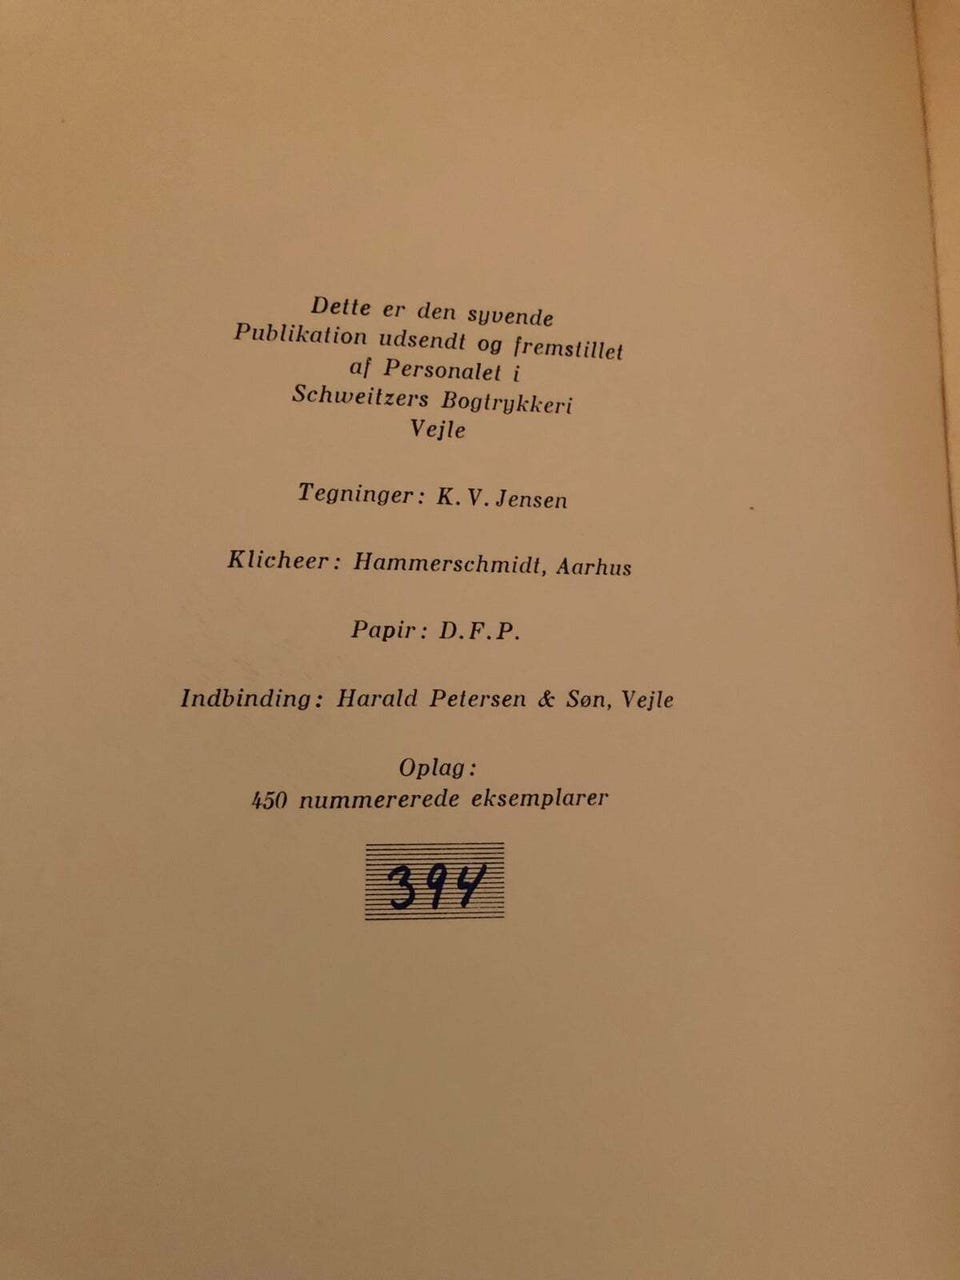 Dette er den syvende
Publikation udsendt og fremstillet
af Personalet i
Schweitzers Bogtrykkeri
Vejle
Tegninger: K. V. Jensen
Klicheer: Hammerschmidt, Aarhus
Papir: D. F. P.
Indbinding: Harald Petersen & Søn, Vejle
Oplag:
450 nummererede eksemplarer
394